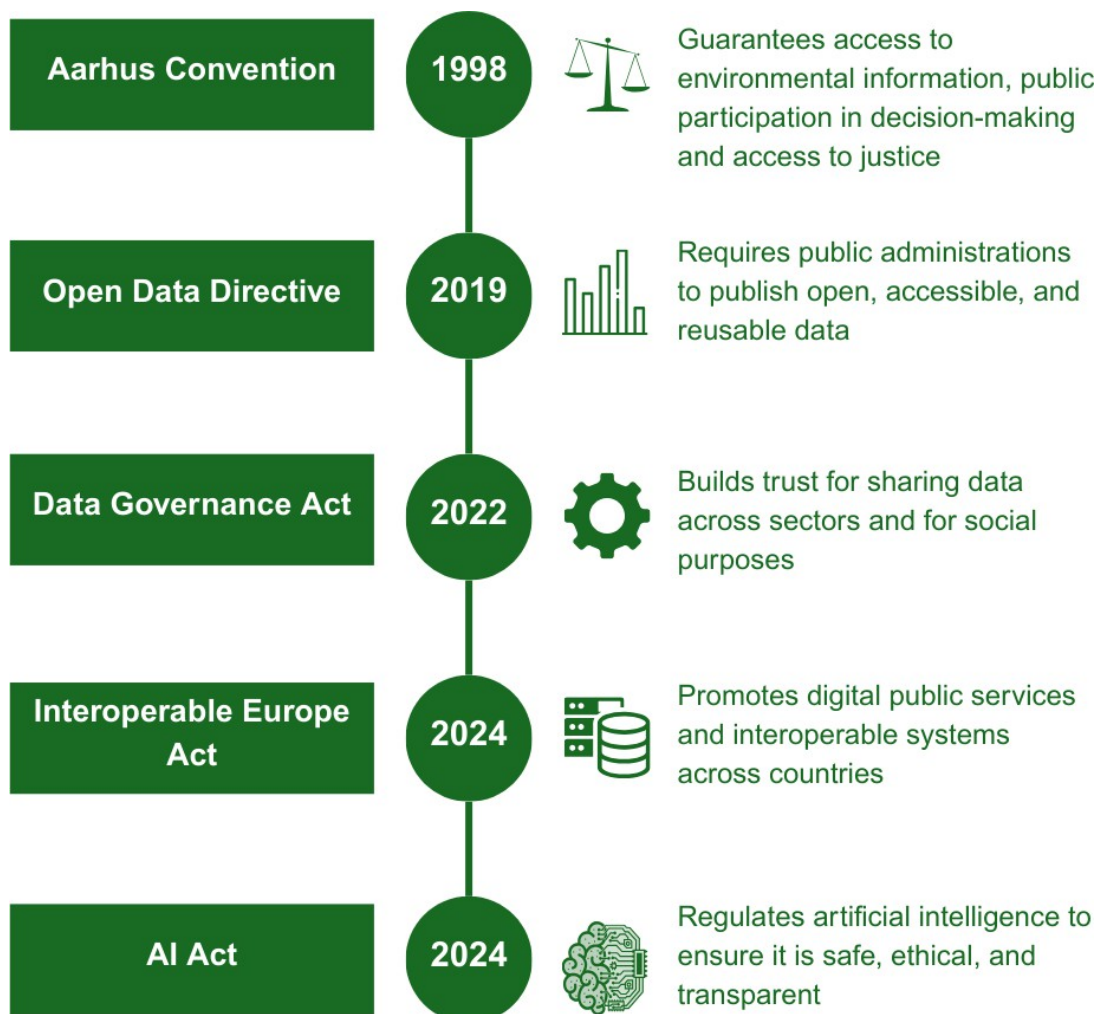 Aarhus Convention
1998
Guarantees access to
environmental information, public
participation in decision-making
and access to justice
Open Data Directive
2019
Requires public administrations
to publish open, accessible, and
reusable data
Data Governance Act
2022
Builds trust for sharing data
across sectors and for social
purposes
Interoperable Europe
Act
2024
Promotes digital public services
and interoperable systems
across countries
AI Act
2024
Regulates artificial intelligence to
ensure it is safe, ethical, and
transparent